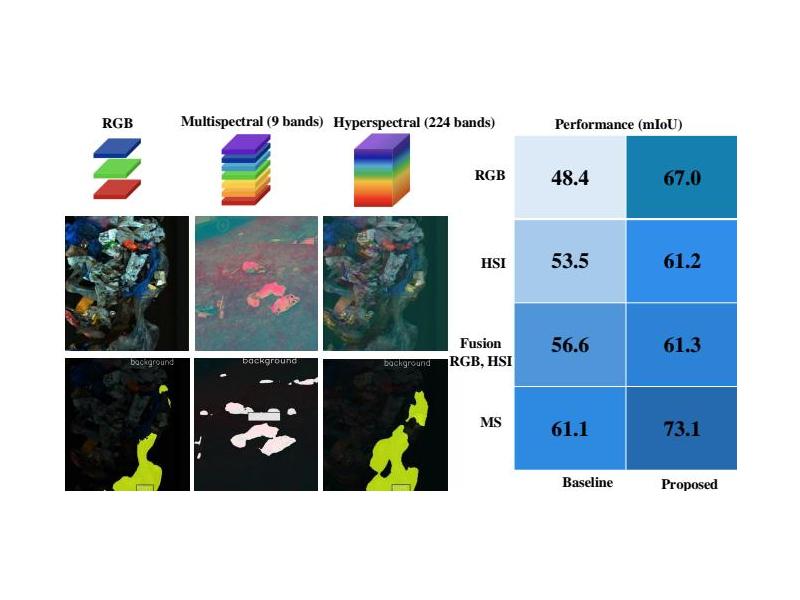 RGB
Multispectral (9 bands)
Hyperspectral (224 bands)
Performance (mIoU)
RGB
48.4
67.0
HSI
53.5
61.2
Fusion
RGB, HSI
56.6
61.3
MS
61.1
73.1
Baseline
Proposed
background
background
background